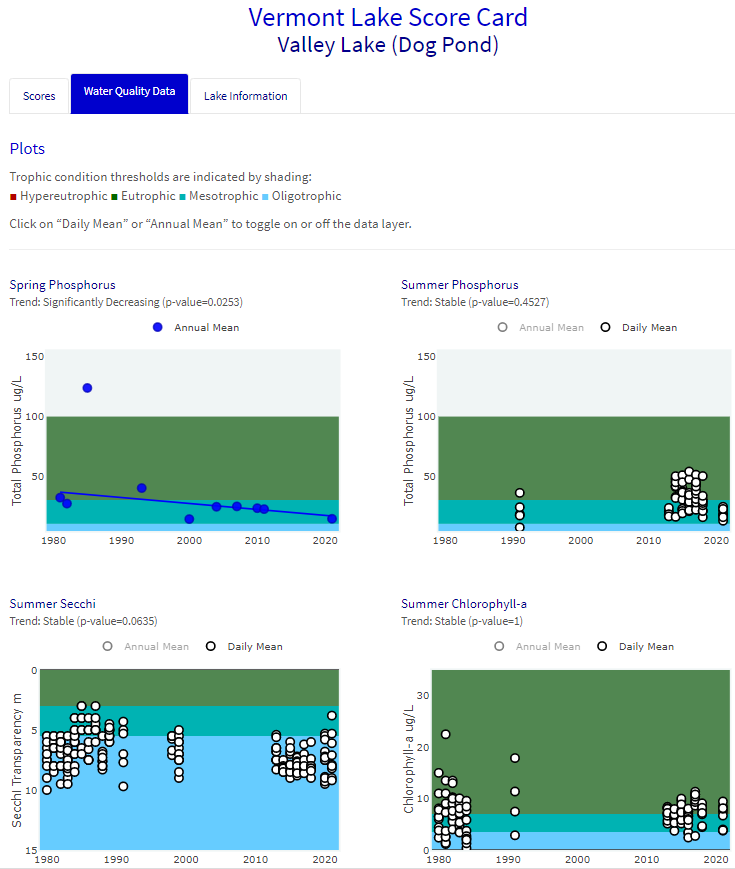 Vermont Lake Score Card
Valley Lake (Dog Pond)
Scores
Water Quality Data
Lake Information
Plots
Trophic condition thresholds are indicated by shading:
Hypereutrophic Eutrophic Mesotrophic Oligotrophic
Click on “Daily Mean” or “Annual Mean” to toggle on or off the data layer.
Spring Phosphorus
Trend: Significantly Decreasing (p-value=0.0253)
Annual Mean
Total Phosphorus ug/L
150
100
50
1980 1990 2000 2010 2020
Summer Phosphorus
Trend: Stable (p-value=0.4527)
Annual Mean Daily Mean
Total Phosphorus ug/L
150
100
50
1980 1990 2000 2010 2020
Summer Secchi
Trend: Stable (p-value=0.0635)
Annual Mean Daily Mean
Secchi Transparency m
0
5
10
15
1980 1990 2000 2010 2020
Summer Chlorophyll-a
Trend: Stable (p-value=1)
Annual Mean Daily Mean
Chlorophyll-a ug/L
30
20
10
0
1980 1990 2000 2010 2020